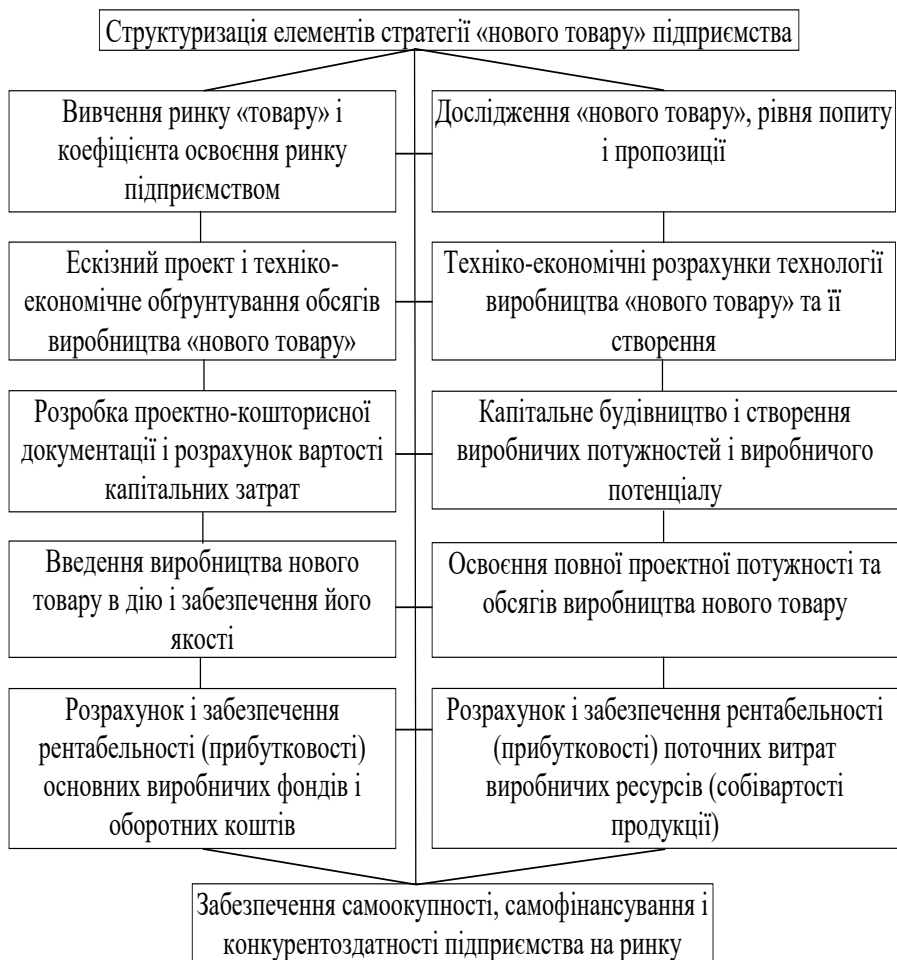 Структуризація елементів стратегії «нового товару» підприємства
Вивчення ринку «товару» і
коефіцієнта освоєння ринку
підприємством
Дослідження «нового товару», рівня попиту
і пропозиції
Ескізний проект і техніко-
економічне обґрунтування обсягів
виробництва «нового товару»
Техніко-економічні розрахунки технології
виробництва «нового товару» та її
створення
Розробка проектно-кошторисної
документації і розрахунок вартості
капітальних затрат
Капітальне будівництво і створення
виробничих потужностей і виробничого
потенціалу
Введення виробництва нового
товару в дію і забезпечення його
якості
Освоєння повної проектної потужності та
обсягів виробництва нового товару
Розрахунок і забезпечення
рентабельності (прибутковості)
основних виробничих фондів і
оборотних коштів
Розрахунок і забезпечення рентабельності
(прибутковості) поточних витрат
виробничих ресурсів (собівартості
продукції)
Забезпечення самоокупності, самофінансування і
конкурентоздатності підприємства на ринку